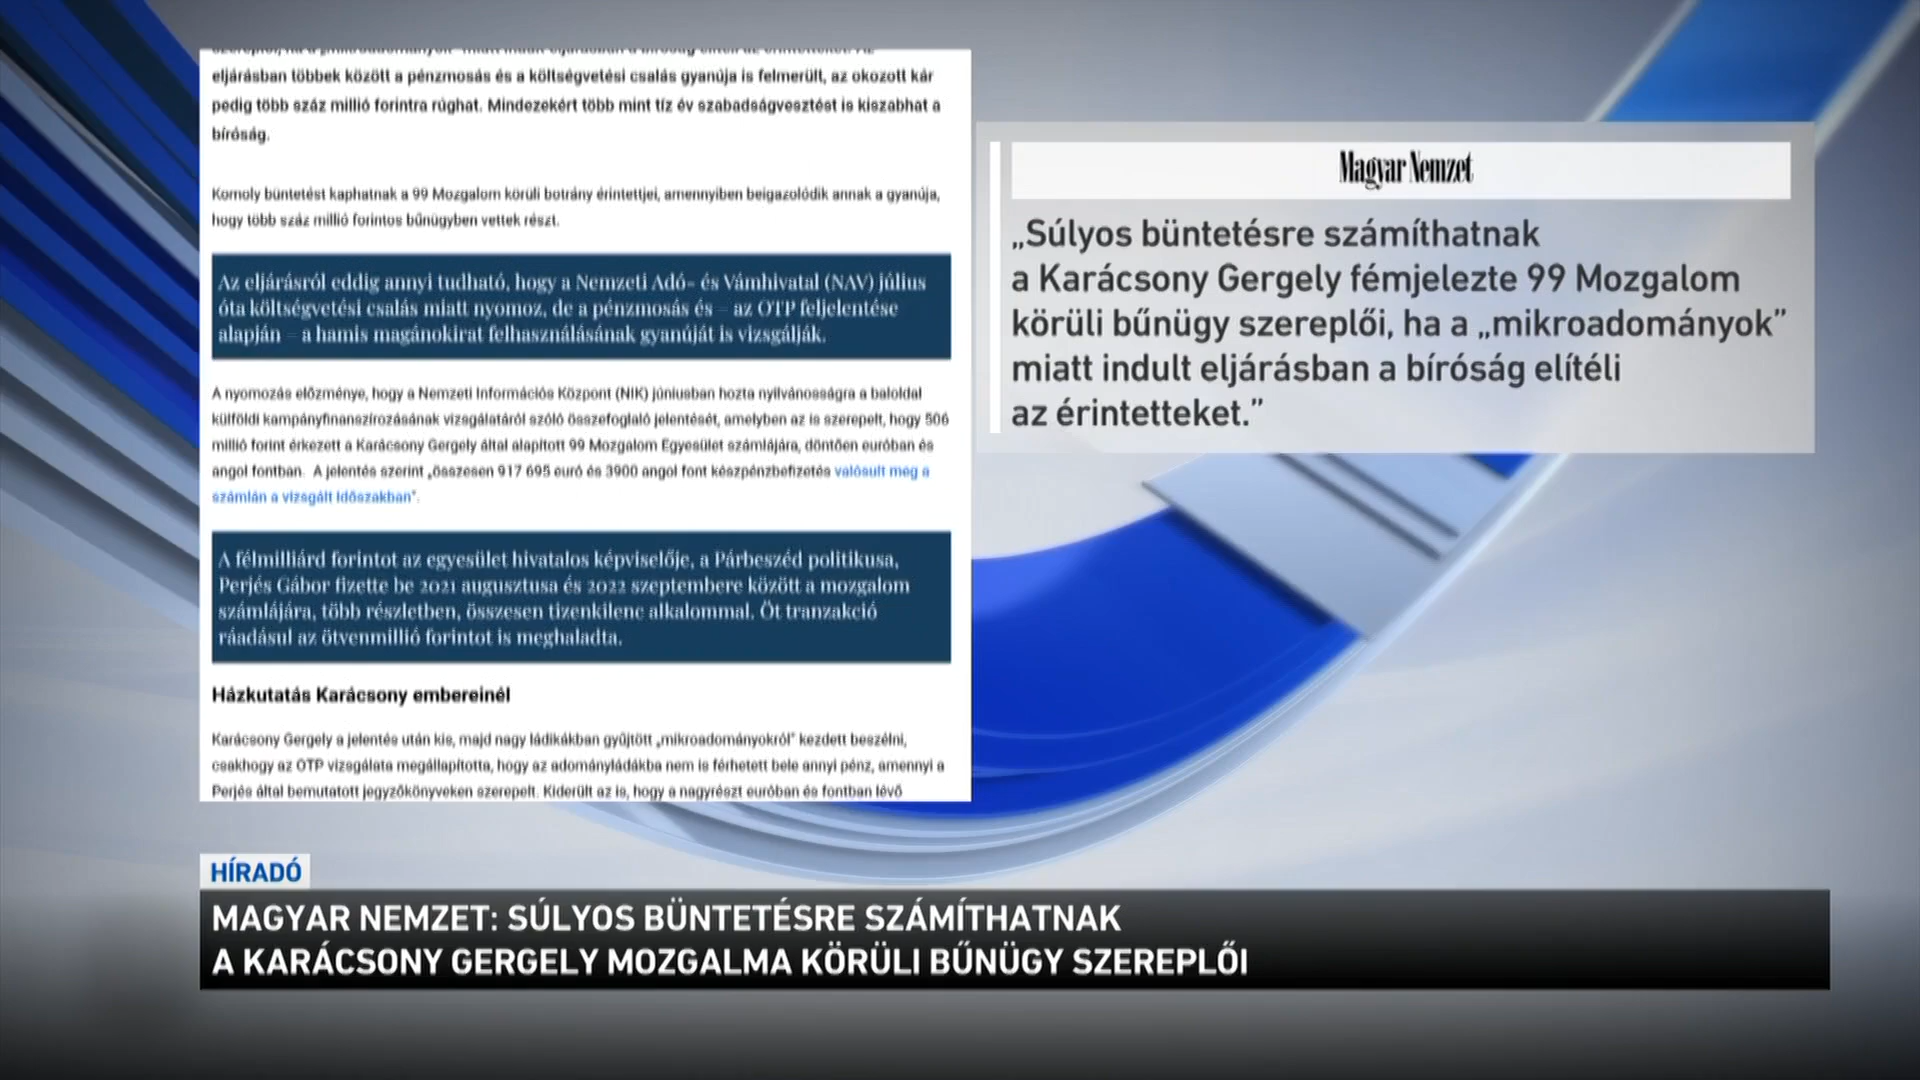 eljárásban többek között a pénzmosás és a költségvetési csalás gyanúja is felmerült, az okozott kár
pedig több száz millió forintra rúghat. Mindezekért több mint tíz év szabadságvesztést is kiszabhat a
bíróság.
Komoly büntetést kaphatnak a 99 Mozgalom körüli botrány érintettjei, amennyiben beigazolódik annak a gyanúja,
hogy több száz millió forintos bűnügyben vettek részt.
Az eljárásról eddig annyi tudható, hogy a Nemzeti Adó- és Vámhivatal (NAV) július
óta költségvetési csalás miatt nyomoz, de a pénzmosás és – az OTP feljelentése
alapján – a hamis magánokirat felhasználásának gyanúját is vizsgálják.
A nyomozás előzménye, hogy a Nemzeti Információs Központ (NIK) júniusban hozta nyilvánosságra a baloldal
külföldi kampányfinanszírozásának vizsgálatáról szóló összefoglaló jelentését, amelyben az is szerepelt, hogy 506
millió forint érkezett a Karácsony Gergely által alapított 99 Mozgalom Egyesület számlájára, döntően euróban és
angol fontban. A jelentés szerint „összesen 917 695 euró és 3900 angol font készpénzbefizetés valósult meg a
számlán a vizsgált időszakban”.
A félmilliárd forintot az egyesület hivatalos képviselője, a Párbeszéd politikusa,
Perjés Gábor fizette be 2021 augusztusa és 2022 szeptembere között a mozgalom
számlájára, több részletben, összesen tizenkilenc alkalommal. Öt tranzakció
ráadásul az ötvenmillió forintot is meghaladta.
Házkutatás Karácsony embereinél
Karácsony Gergely a jelentés után kis, majd nagy ládikákban gyűjtött „mikroadományokról” kezdett beszélni,
csakhogy az OTP vizsgálata megállapította, hogy az adományládákba nem is férhetett bele annyi pénz, amennyi a
Perjés által bemutatott jegyzőkönyveken szerepelt. Kiderült az is, hogy a nagyrészt euróban és fontban lévő
Magyar Nemzet
„Súlyos büntetésre számíthatnak
a Karácsony Gergely fémjelezte 99 Mozgalom
körüli bűnügy szereplői, ha a „mikroadományok”
miatt indult eljárásban a bíróság elítéli
az érintetteket.”
HÍRADÓ
MAGYAR NEMZET: SÚLYOS BÜNTETÉSRE SZÁMÍTHATNAK
A KARÁCSONY GERGELY MOZGALMA KÖRÜLI BŰNÜGY SZEREPLŐI